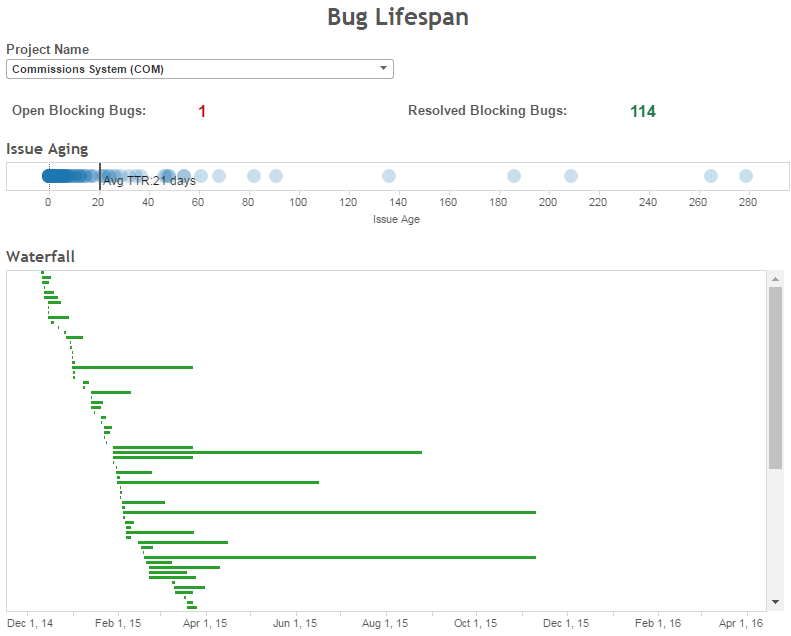 Bug Lifespan
Project Name
Commissions System (COM)
Open Blocking Bugs: 1 Resolved Blocking Bugs: 114
Issue Aging
Avg TTR:21 days
0 20 40 60 80 100 120 140 160 180 200 220 240 260 280
Issue Age
Waterfall
Dec 1, 14 Feb 1, 15 Apr 1, 15 Jun 1, 15 Aug 1, 15 Oct 1, 15 Dec 1, 15 Feb 1, 16 Apr 1, 16